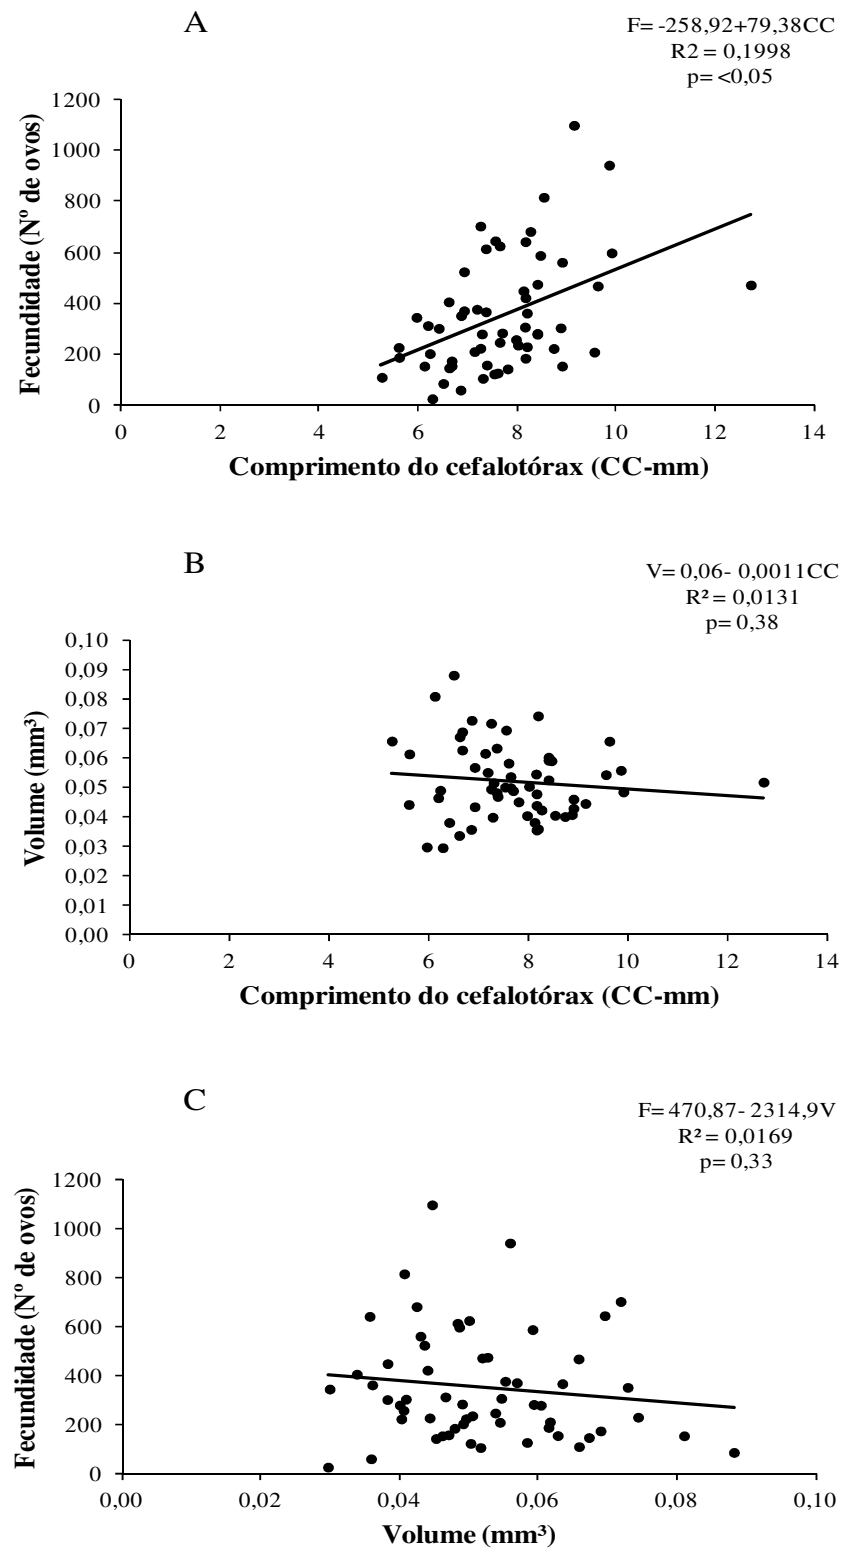 A
F= -258,92+79,38CC
R2 = 0,1998
p= <0,05
Fecundidade (Nº de ovos)
1200
1000
800
600
400
200
0
0 2 4 6 8 10 12 14
Comprimento do cefalotórax (CC-mm)
B
V= 0,06- 0,0011CC
R² = 0,0131
p= 0,38
Volume (mm³)
0,10
0,09
0,08
0,07
0,06
0,05
0,04
0,03
0,02
0,01
0,00
0 2 4 6 8 10 12 14
Comprimento do cefalotórax (CC-mm)
C
F= 470,87- 2314,9V
R² = 0,0169
p= 0,33
Fecundidade (Nº de ovos)
1200
1000
800
600
400
200
0
0,00 0,02 0,04 0,06 0,08 0,10
Volume (mm³)